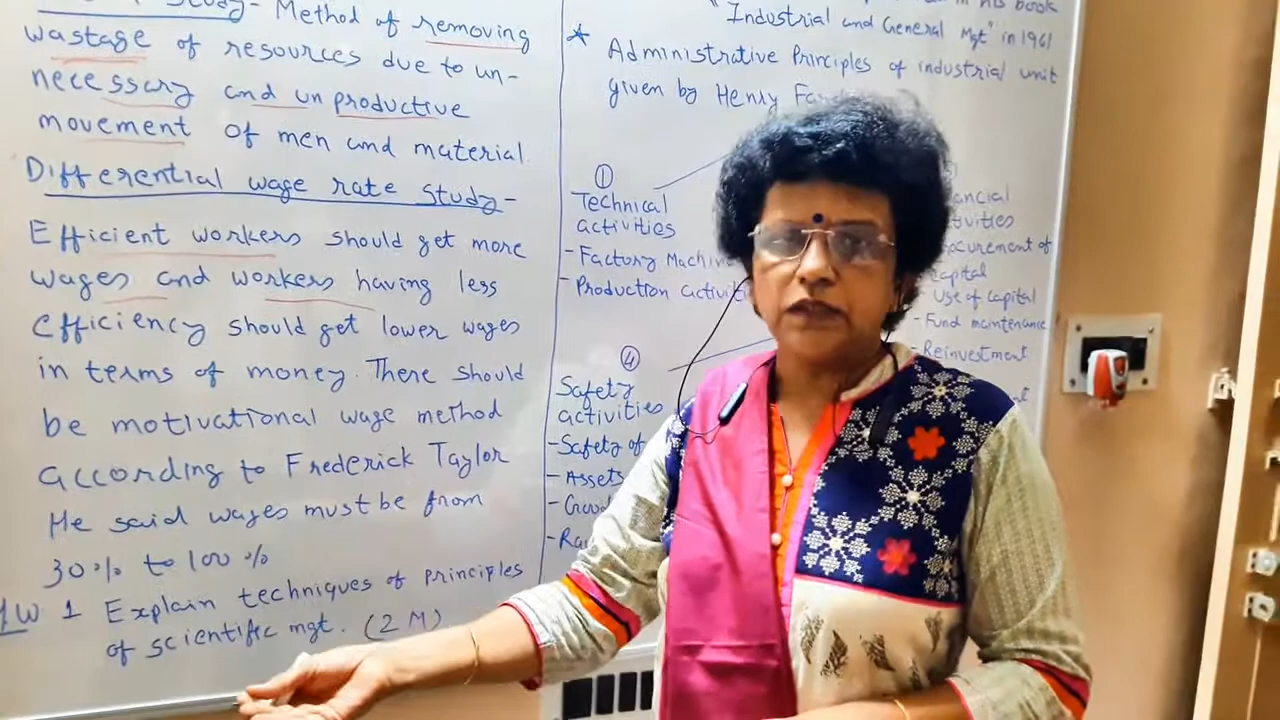 Study- Method of removing
wastage of resources due to un-
necessary and unproductive
movement of men and material.
Differential wage rate study-
Efficient workers should get more
wages and workers having less
efficiency should get lower wages
in terms of money. There should
be motivational wage method
according to Frederick Taylor
He said wages must be from
30% to 100%
HW 1 Explain techniques of principles
of scientific mgt. (2 M)
in his book
"Industrial and General Mgt" in 1961
* Administrative Principles of industrial unit
given by Henry
①
Technical
activities
- Factory
- Production
④
Safety
activities
- Safety of
- Assets
capital
- Use of capital
- Fund maintenance
- Reinvestment